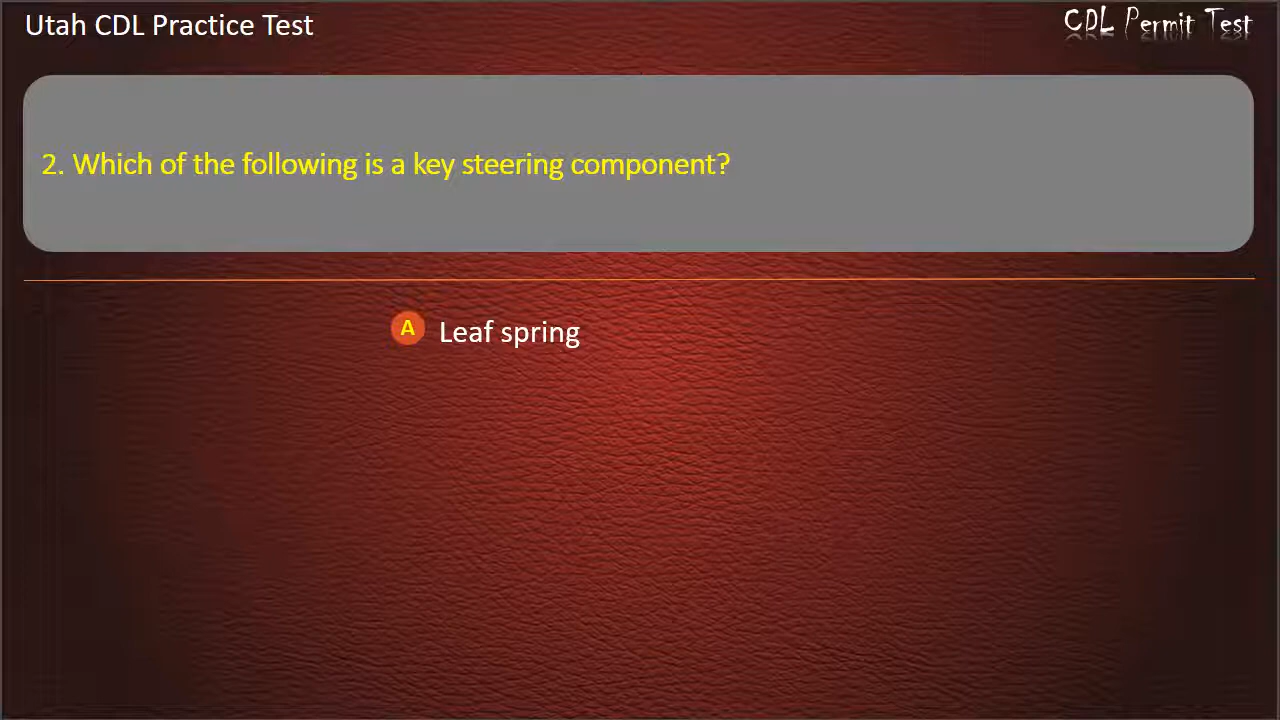 Utah CDL Practice Test
CDL Permit Test
2. Which of the following is a key steering component?
A Leaf spring